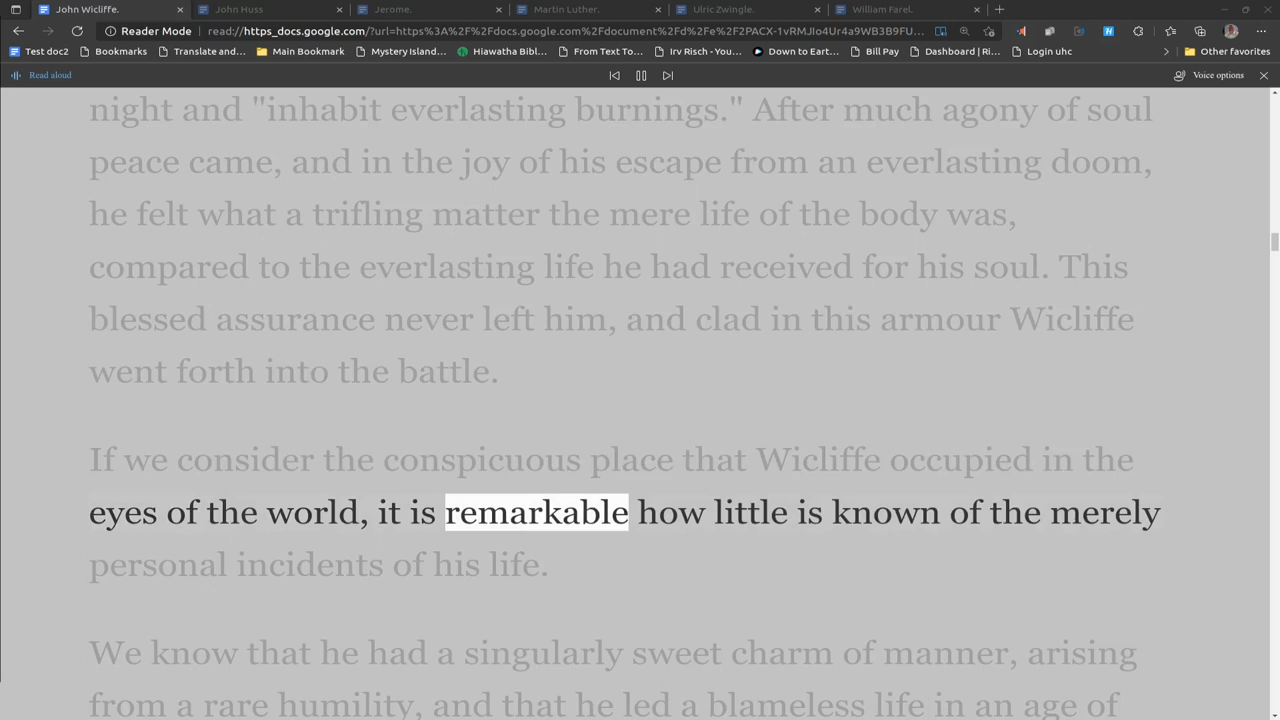 John Wicliffe.
John Huss
Jerome.
Martin Luther.
Ulric Zwingle.
William Farel.
Reader Mode
read://https_docs.google.com/?url=https%3A%2F%2Fdocs.google.com%2Fdocument%2Fd%2Fe%2F2PACX-1vRMJIo4Ur4a9WB3B9FU...
Test doc2
Bookmarks
Translate and...
Main Bookmark
Mystery Island...
Hiawatha Bibl...
From Text To...
Irv Risch - You...
Down to Eart...
Bill Pay
Dashboard | Ri...
Login uhc
Other favorites
Read aloud
Voice options
night and "inhabit everlasting burnings." After much agony of soul
peace came, and in the joy of his escape from an everlasting doom,
he felt what a trifling matter the mere life of the body was,
compared to the everlasting life he had received for his soul. This
blessed assurance never left him, and clad in this armour Wicliffe
went forth into the battle.
If we consider the conspicuous place that Wicliffe occupied in the
eyes of the world, it is remarkable how little is known of the merely
personal incidents of his life.
We know that he had a singularly sweet charm of manner, arising
from a rare humility, and that he led a blameless life in an age of